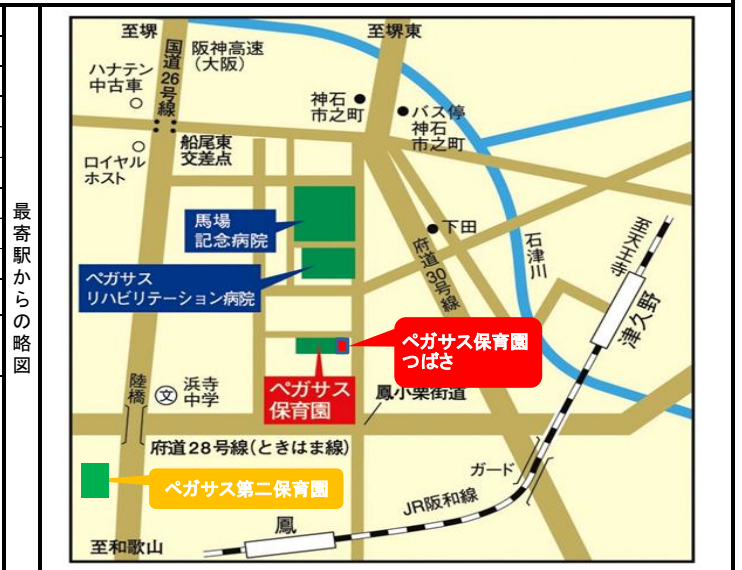 最寄駅からの略図
至堺
至堺東
国道26号線
阪神高速
(大阪)
ハナテン
中古車
神石
市之町
バス停
神石
市之町
船尾東
交差点
ロイヤル
ホスト
馬場
記念病院
下田
石津川
至天王寺
ペガサス
リハビリテーション病院
府道30号線
津久野
ペガサス保育園
つばさ
ペガサス
保育園
陸橋
文
浜寺
中学
鳳小栗街道
府道28号線(ときはま線)
ガード
ペガサス第二保育園
JR阪和線
鳳
至和歌山